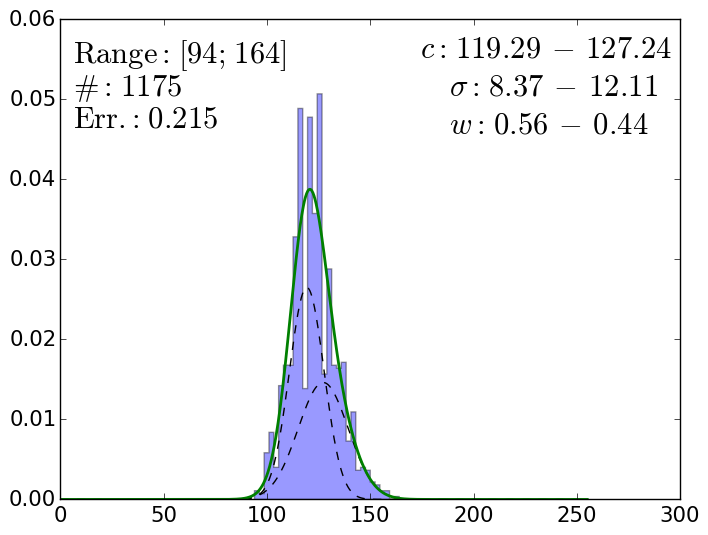 0.06
Range: [94; 164]
c: 119.29 − 127.24
#: 1175
σ: 8.37 − 12.11
Err.: 0.215
w: 0.56 − 0.44
0.05
0.04
0.03
0.02
0.01
0.00
0 50 100 150 200 250 300